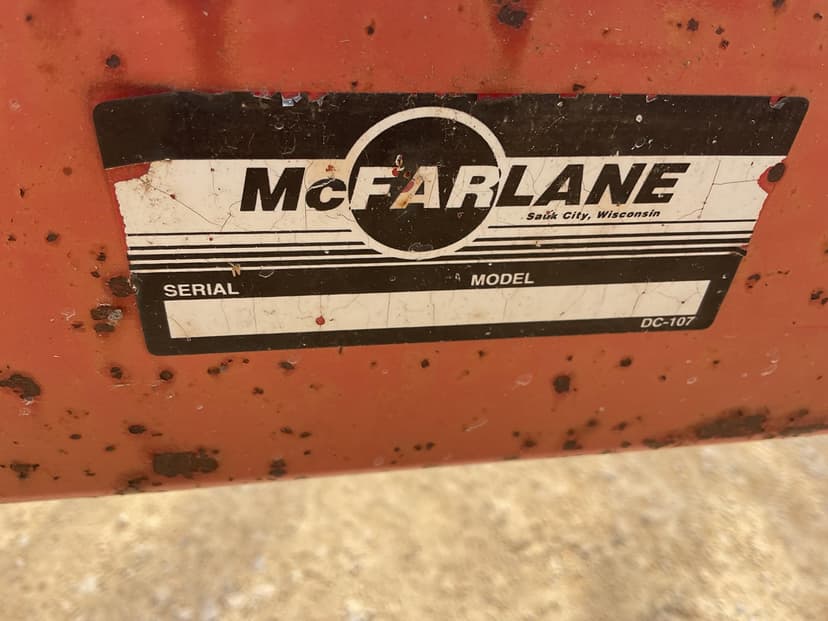 McFARLANE
Sauk City, Wisconsin
SERIAL MODEL
DC-107